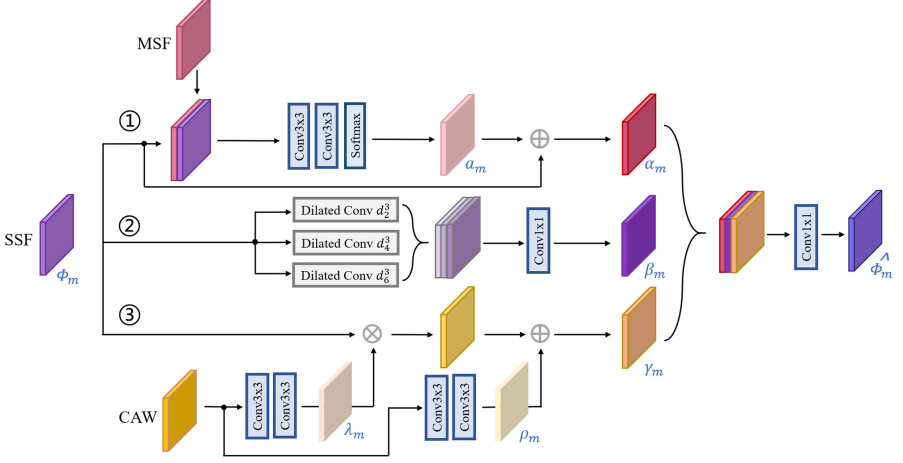 MSF
①
Conv3x3
Conv3x3
Softmax
a_m
⊕
α_m
SSF
Φ_m
②
Dilated Conv d_2^3
Dilated Conv d_4^3
Dilated Conv d_6^3
Conv1x1
β_m
Conv1x1
Φ̂_m
③
⊗
⊕
γ_m
CAW
Conv3x3
Conv3x3
λ_m
Conv3x3
Conv3x3
ρ_m